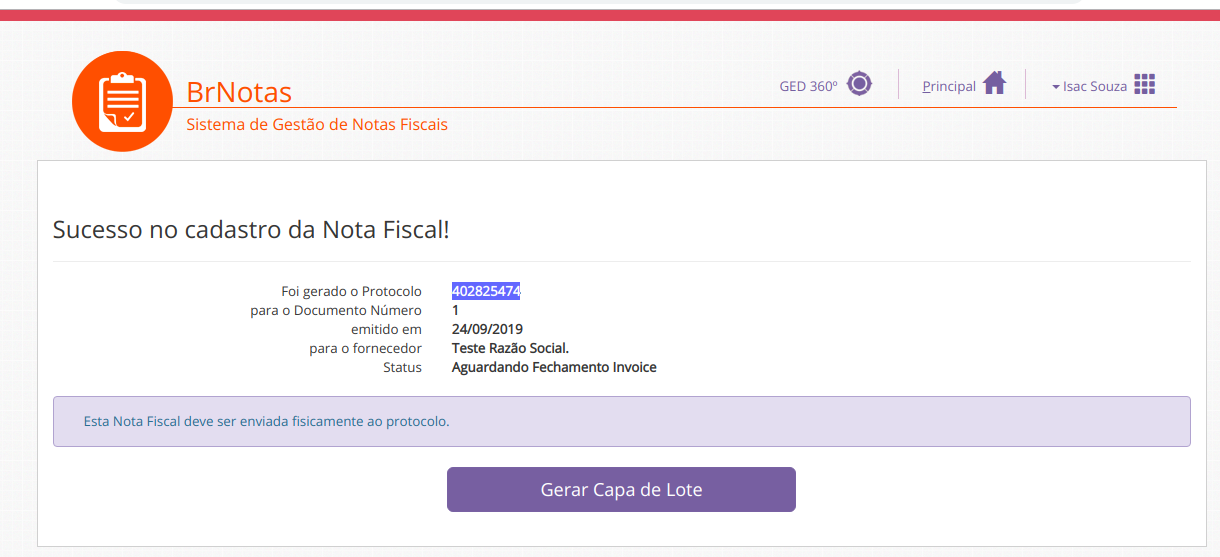 BrNotas
Sistema de Gestão de Notas Fiscais
GED 360º
Principal
Isac Souza
Sucesso no cadastro da Nota Fiscal!
Foi gerado o Protocolo 402825474
para o Documento Número 1
emitido em 24/09/2019
para o fornecedor Teste Razão Social.
Status Aguardando Fechamento Invoice
Esta Nota Fiscal deve ser enviada fisicamente ao protocolo.
Gerar Capa de Lote